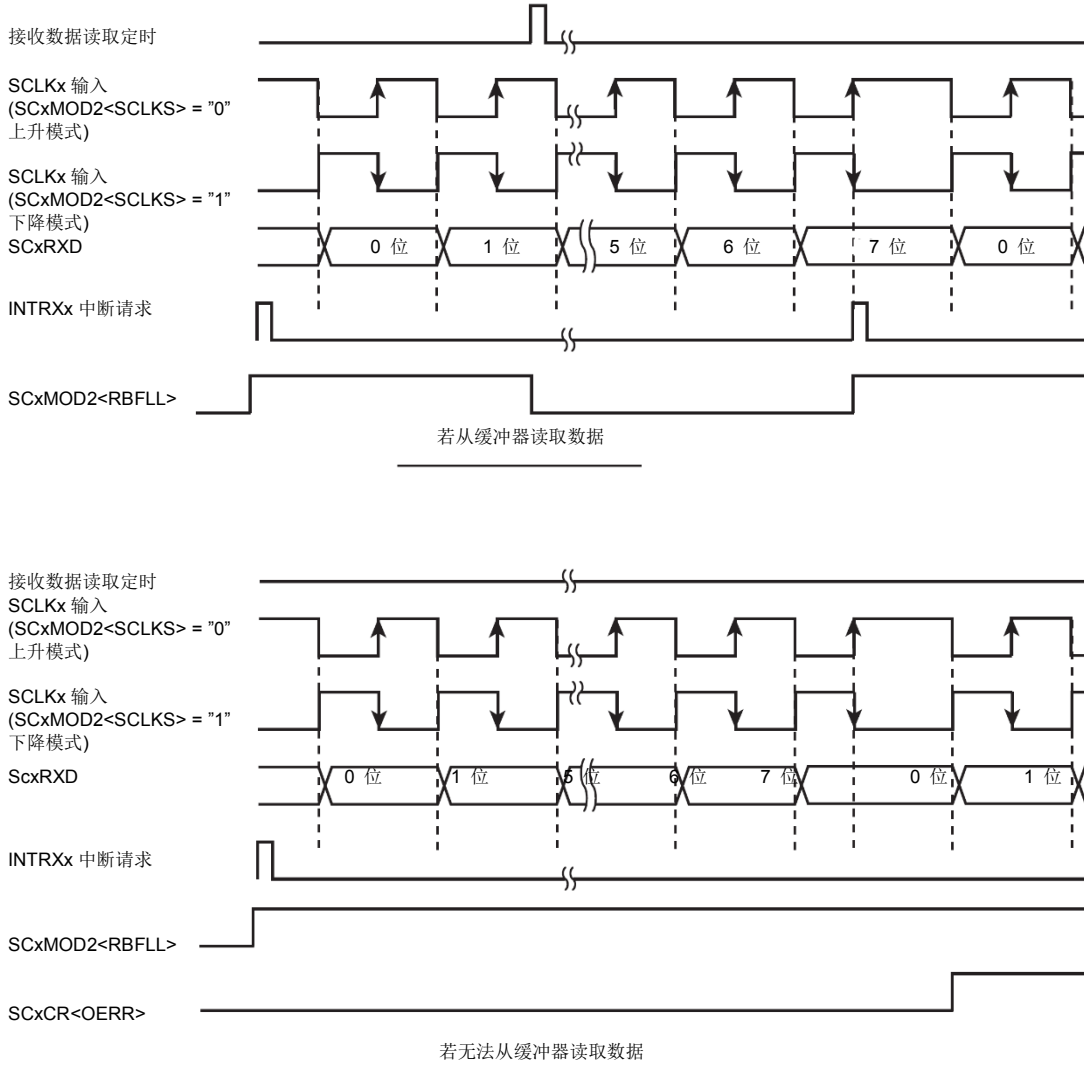 接收数据读取定时
SCLKx 输入
(SCxMOD2<SCLKS> = ”0”
上升模式)
SCLKx 输入
(SCxMOD2<SCLKS> = ”1”
下降模式)
SCxRXD
0 位 1 位 5 位 6 位 7 位 0 位
INTRXx 中断请求
SCxMOD2<RBFLL>
若从缓冲器读取数据
接收数据读取定时
SCLKx 输入
(SCxMOD2<SCLKS> = ”0”
上升模式)
SCLKx 输入
(SCxMOD2<SCLKS> = ”1”
下降模式)
ScxRXD
0 位 1 位 5 位 6 位 7 位 0 位 1 位
INTRXx 中断请求
SCxMOD2<RBFLL>
SCxCR<OERR>
若无法从缓冲器读取数据